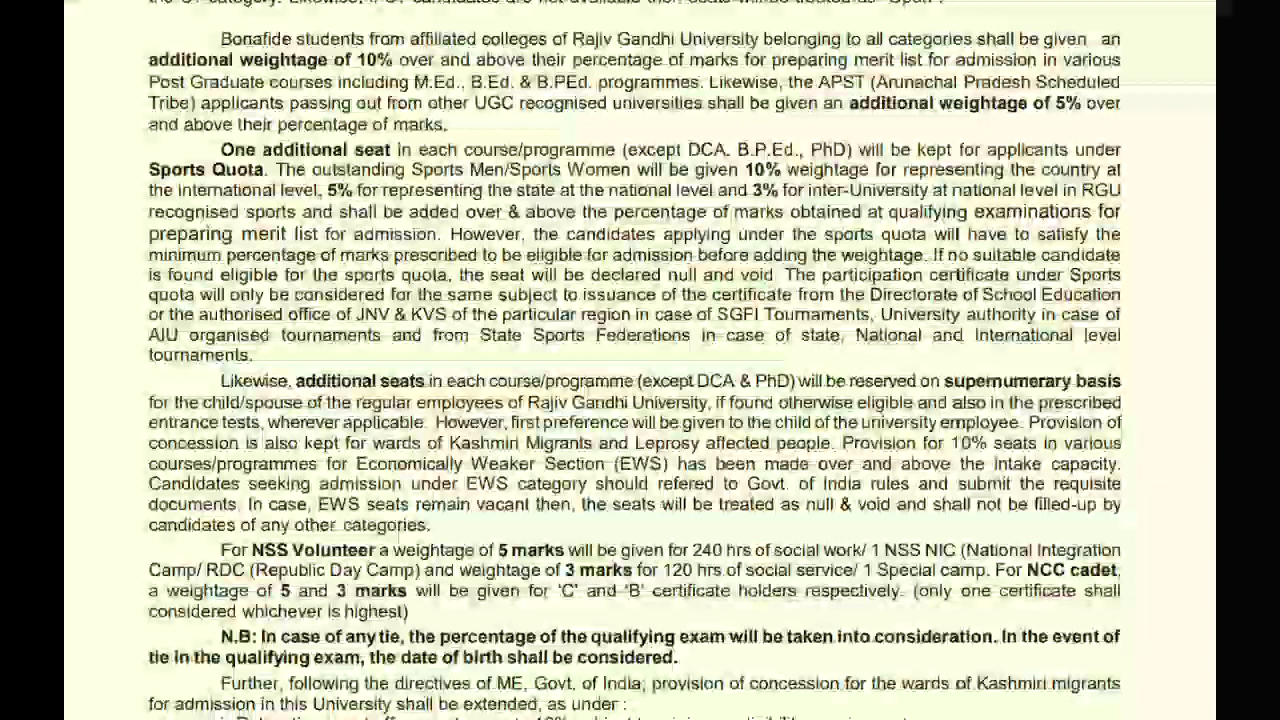 Bonafide students from affiliated colleges of Rajiv Gandhi University belonging to all categories shall be given an
additional weightage of 10% over and above their percentage of marks for preparing merit list for admission in various
Post Graduate courses including M.Ed., B.Ed. & B.PEd. programmes. Likewise, the APST (Arunachal Pradesh Scheduled
Tribe) applicants passing out from other UGC recognised universities shall be given an additional weightage of 5% over
and above their percentage of marks.
One additional seat in each course/programme (except DCA. B.P.Ed., PhD) will be kept for applicants under
Sports Quota. The outstanding Sports Men/Sports Women will be given 10% weightage for representing the country at
the international level, 5% for representing the state at the national level and 3% for inter-University at national level in RGU
recognised sports and shall be added over & above the percentage of marks obtained at qualifying examinations for
preparing merit list for admission. However, the candidates applying under the sports quota will have to satisfy the
minimum percentage of marks prescribed to be eligible for admission before adding the weightage. If no suitable candidate
is found eligible for the sports quota, the seat will be declared null and void. The participation certificate under Sports
quota will only be considered for the same subject to issuance of the certificate from the Directorate of School Education
or the authorised office of JNV & KVS of the particular region in case of SGFI Tournaments, University authority in case of
AIU organised tournaments and from State Sports Federations in case of state, National and International level
tournaments.
Likewise, additional seats in each course/programme (except DCA & PhD) will be reserved on supernumerary basis
for the child/spouse of the regular employees of Rajiv Gandhi University, if found otherwise eligible and also in the prescribed
entrance tests, wherever applicable. However, first preference will be given to the child of the university employee. Provision of
concession is also kept for wards of Kashmiri Migrants and Leprosy affected people. Provision for 10% seats in various
courses/programmes for Economically Weaker Section (EWS) has been made over and above the intake capacity.
Candidates seeking admission under EWS category should refered to Govt. of India rules and submit the requisite
documents. In case, EWS seats remain vacant then, the seats will be treated as null & void and shall not be filled-up by
candidates of any other categories.
For NSS Volunteer a weightage of 5 marks will be given for 240 hrs of social work/ 1 NSS NIC (National Integration
Camp/ RDC (Republic Day Camp) and weightage of 3 marks for 120 hrs of social service/ 1 Special camp. For NCC cadet,
a weightage of 5 and 3 marks will be given for 'C' and 'B' certificate holders respectively. (only one certificate shall
considered whichever is highest)
N.B: In case of any tie, the percentage of the qualifying exam will be taken into consideration. In the event of
tie in the qualifying exam, the date of birth shall be considered.
Further, following the directives of ME, Govt. of India, provision of concession for the wards of Kashmiri migrants
for admission in this University shall be extended, as under :